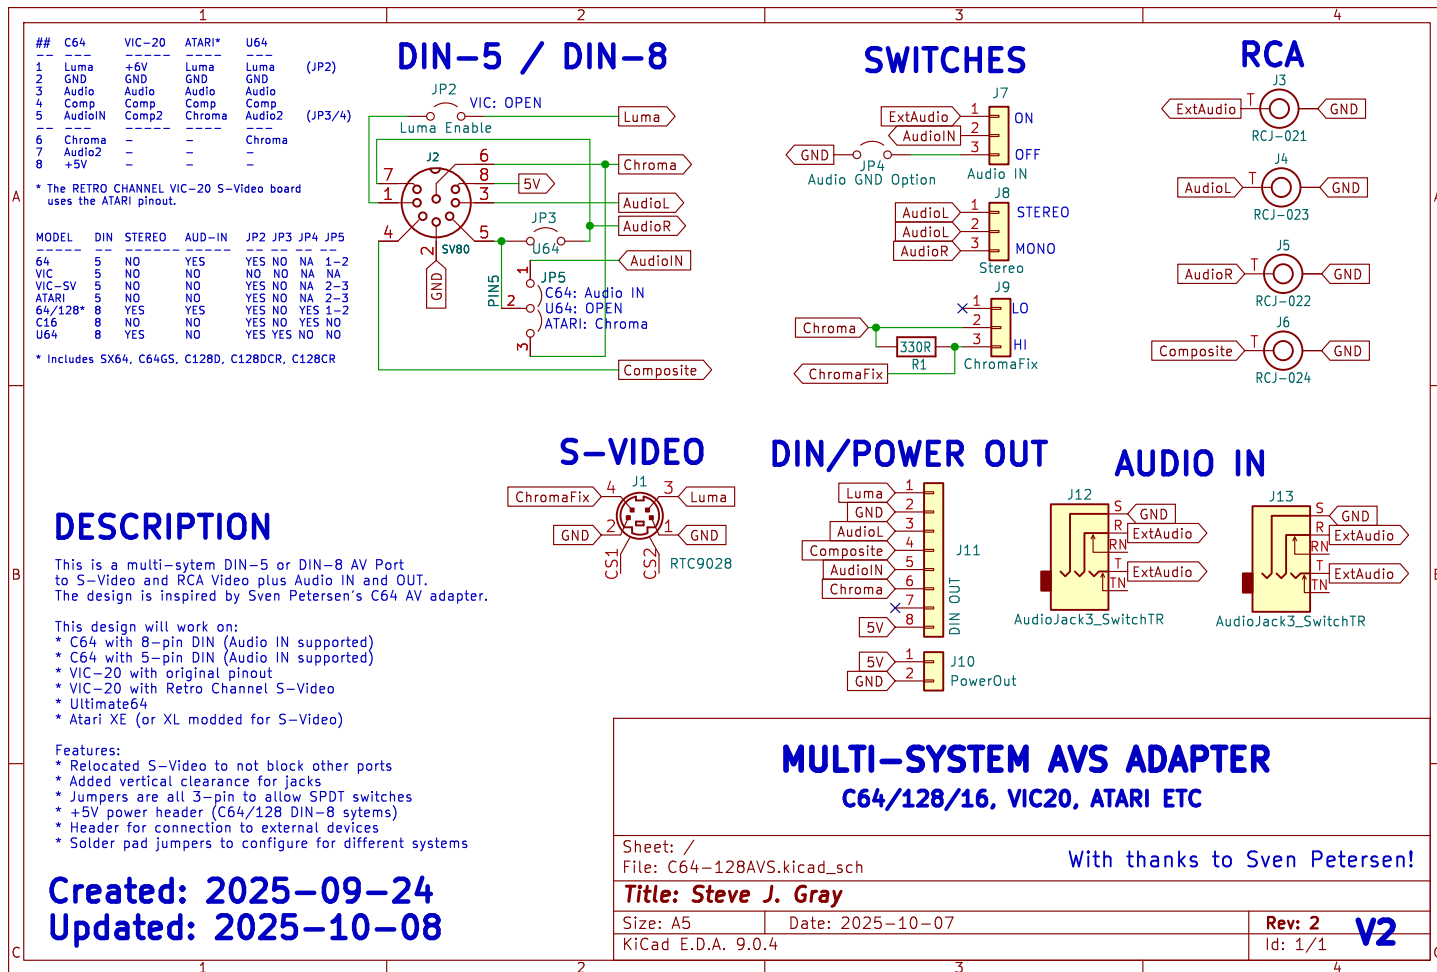 1 2 3 4
## C64 VIC-20 ATARI* U64
-- --- ----- ---- ---
1 Luma +6V Luma Luma (JP2)
2 GND GND GND GND
3 Audio Audio Audio Audio
4 Comp Comp Comp Comp
5 AudioIN Comp2 Chroma Audio2 (JP3/4)
-- --- ----- ---- ---
6 Chroma - - Chroma
7 Audio2 - - -
8 +5V - - -
* The RETRO CHANNEL VIC-20 S-Video board
uses the ATARI pinout.
MODEL DIN STEREO AUD-IN JP2 JP3 JP4 JP5
----- -- ------ ------ -- -- -- --
64 5 NO YES YES NO NA 1-2
VIC 5 NO NO NO NO NA NA
VIC-SV 5 NO NO YES NO NA 2-3
ATARI 5 NO NO YES NO NA 2-3
64/128* 8 YES YES YES NO YES 1-2
C16 8 NO NO YES NO YES NO
U64 8 YES NO YES YES NO NO
* Includes SX64, C64GS, C128D, C128DCR, C128CR
DIN-5 / DIN-8
JP2
VIC: OPEN
Luma Enable
Luma
J2
6
Chroma
7
8
5V
1
3
AudioL
AudioR
4
5
JP3
U64
2
SV80
GND
AudioIN
PIN5
1
JP5
C64: Audio IN
2
U64: OPEN
ATARI: Chroma
3
Composite
SWITCHES
J7
ExtAudio 1 ON
AudioIN 2
GND
JP4
3 OFF
Audio GND Option
Audio IN
J8
AudioL 1 STEREO
AudioL 2
AudioR 3 MONO
Stereo
J9
1 LO
Chroma 2
330R 3 HI
R1
ChromaFix
ChromaFix
RCA
J3
ExtAudio T GND
RCJ-021
J4
AudioL T GND
RCJ-023
J5
AudioR T GND
RCJ-022
J6
Composite T GND
RCJ-024
A
A
S-VIDEO
J1
ChromaFix 4 3 Luma
GND 2 1 GND
CS1
CS2
RTC9028
DIN/POWER OUT
Luma 1
GND 2
AudioL 3
Composite 4
J11
AudioIN 5
Chroma 6
7
5V 8
DIN OUT
5V 1 J10
GND 2 PowerOut
AUDIO IN
J12
S GND
R ExtAudio
RN
T ExtAudio
TN
AudioJack3_SwitchTR
J13
S GND
R ExtAudio
RN
T ExtAudio
TN
AudioJack3_SwitchTR
B
DESCRIPTION
This is a multi-sytem DIN-5 or DIN-8 AV Port
to S-Video and RCA Video plus Audio IN and OUT.
The design is inspired by Sven Petersen's C64 AV adapter.
This design will work on:
* C64 with 8-pin DIN (Audio IN supported)
* C64 with 5-pin DIN (Audio IN supported)
* VIC-20 with original pinout
* VIC-20 with Retro Channel S-Video
* Ultimate64
* Atari XE (or XL modded for S-Video)
Features:
* Relocated S-Video to not block other ports
* Added vertical clearance for jacks
* Jumpers are all 3-pin to allow SPDT switches
* +5V power header (C64/128 DIN-8 sytems)
* Header for connection to external devices
* Solder pad jumpers to configure for different systems
Created: 2025-09-24
Updated: 2025-10-08
MULTI-SYSTEM AVS ADAPTER
C64/128/16, VIC20, ATARI ETC
Sheet: /
File: C64-128AVS.kicad_sch
With thanks to Sven Petersen!
Title: Steve J. Gray
Size: A5 Date: 2025-10-07 Rev: 2
KiCad E.D.A. 9.0.4 Id: 1/1
V2
C
1 2 3 4